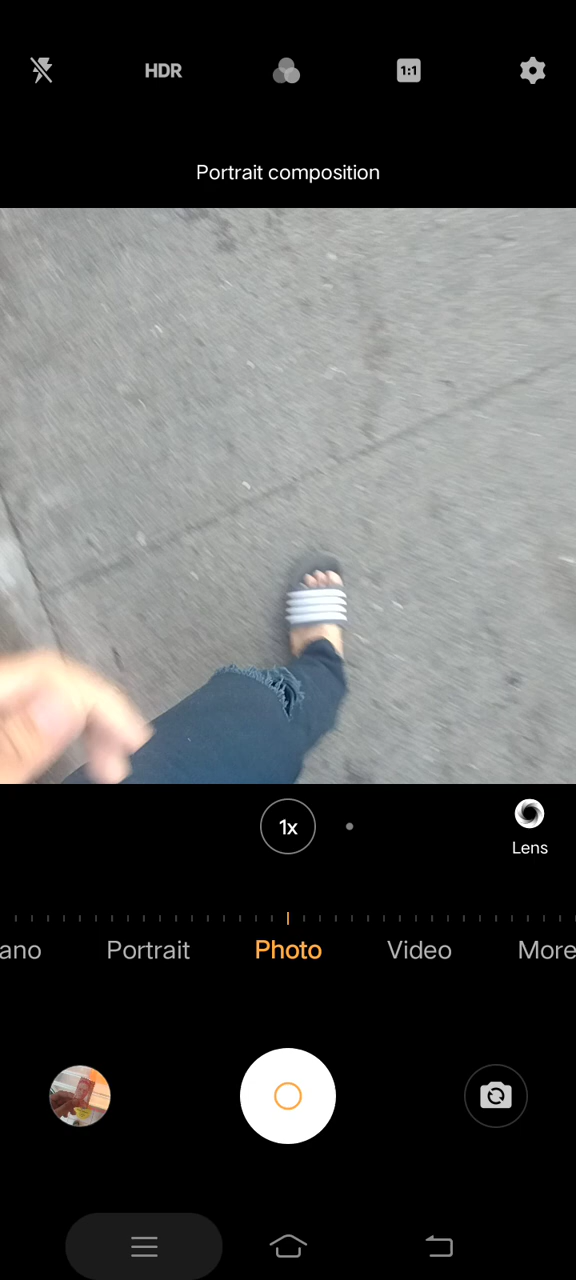 HDR
1:1
Portrait composition
1x
Lens
ano
Portrait
Photo
Video
More